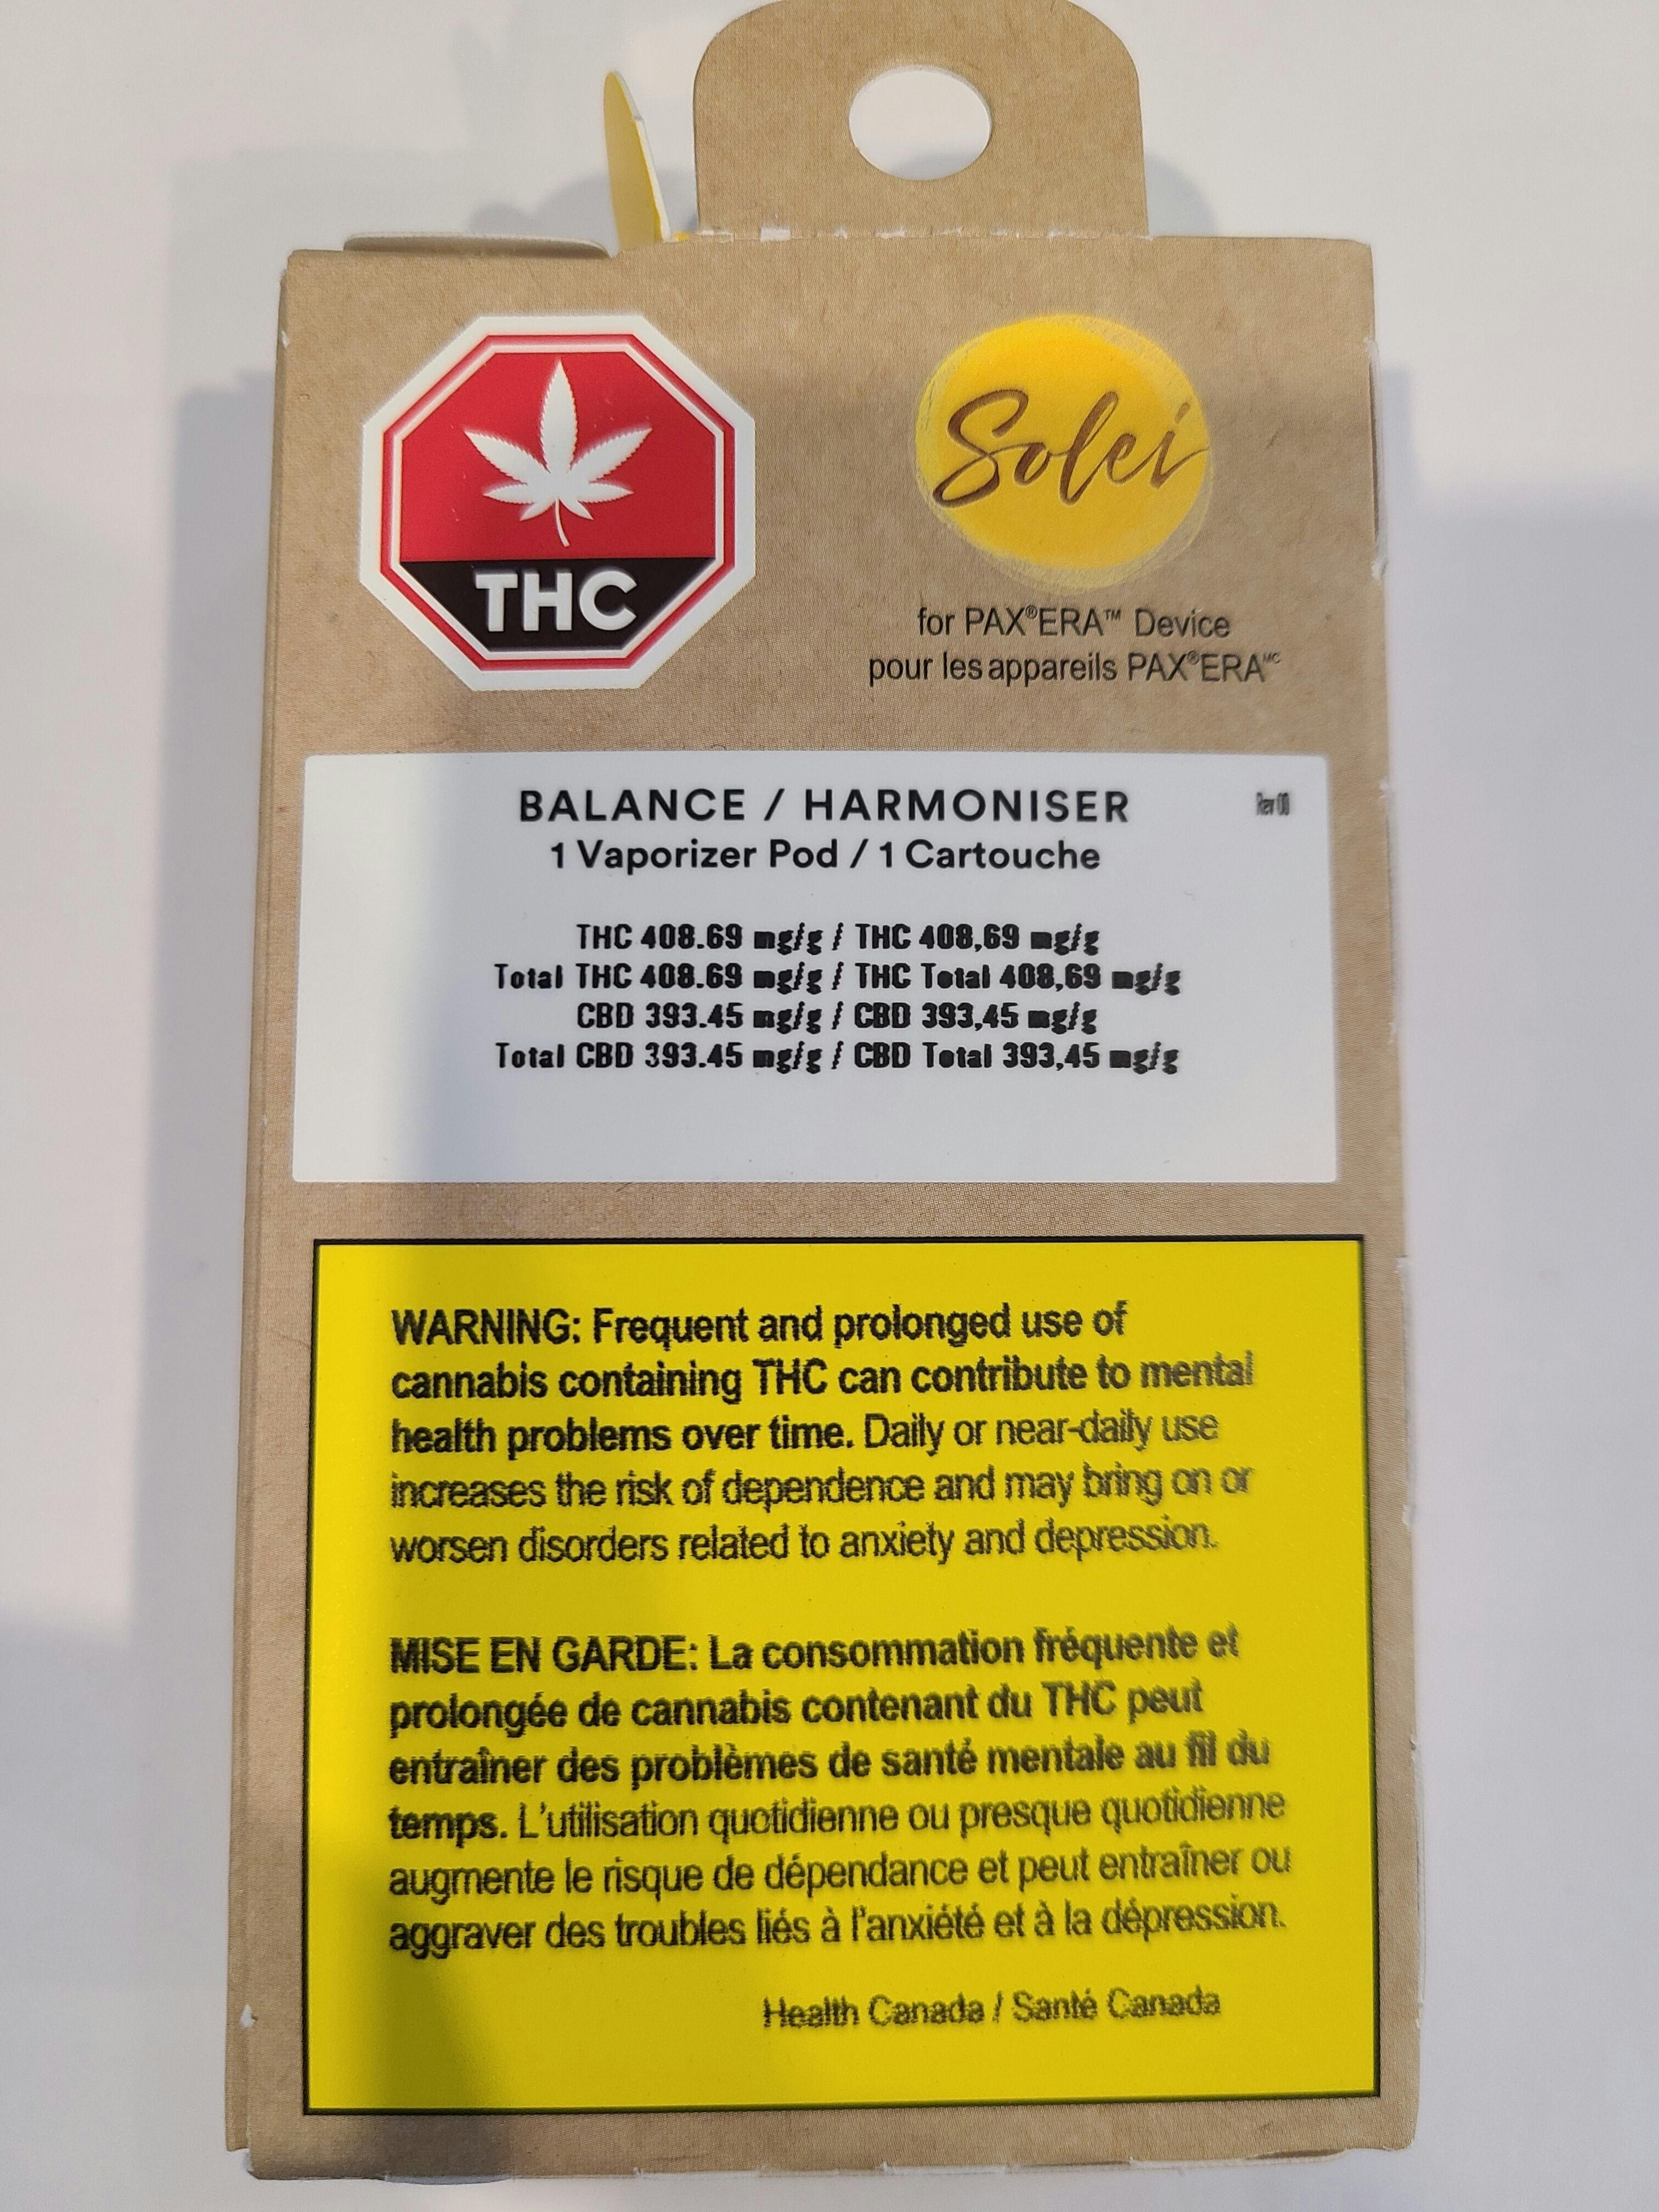 THC
Solei
for PAX®ERA™ Device
pour les appareils PAX®ERA ᴹᶜ
BALANCE / HARMONISER
Rev 00
1 Vaporizer Pod / 1 Cartouche
THC 408.69 mg/g / THC 408,69 mg/g
Total THC 408.69 mg/g / THC Total 408,69 mg/g
CBD 393.45 mg/g / CBD 393,45 mg/g
Total CBD 393.45 mg/g / CBD Total 393,45 mg/g
WARNING: Frequent and prolonged use of
cannabis containing THC can contribute to mental
health problems over time. Daily or near-daily use
increases the risk of dependence and may bring on or
worsen disorders related to anxiety and depression.
MISE EN GARDE: La consommation fréquente et
prolongée de cannabis contenant du THC peut
entraîner des problèmes de santé mentale au fil du
temps. L'utilisation quotidienne ou presque quotidienne
augmente le risque de dépendance et peut entraîner ou
aggraver des troubles liés à l'anxiété et à la dépression.
Health Canada / Santé Canada